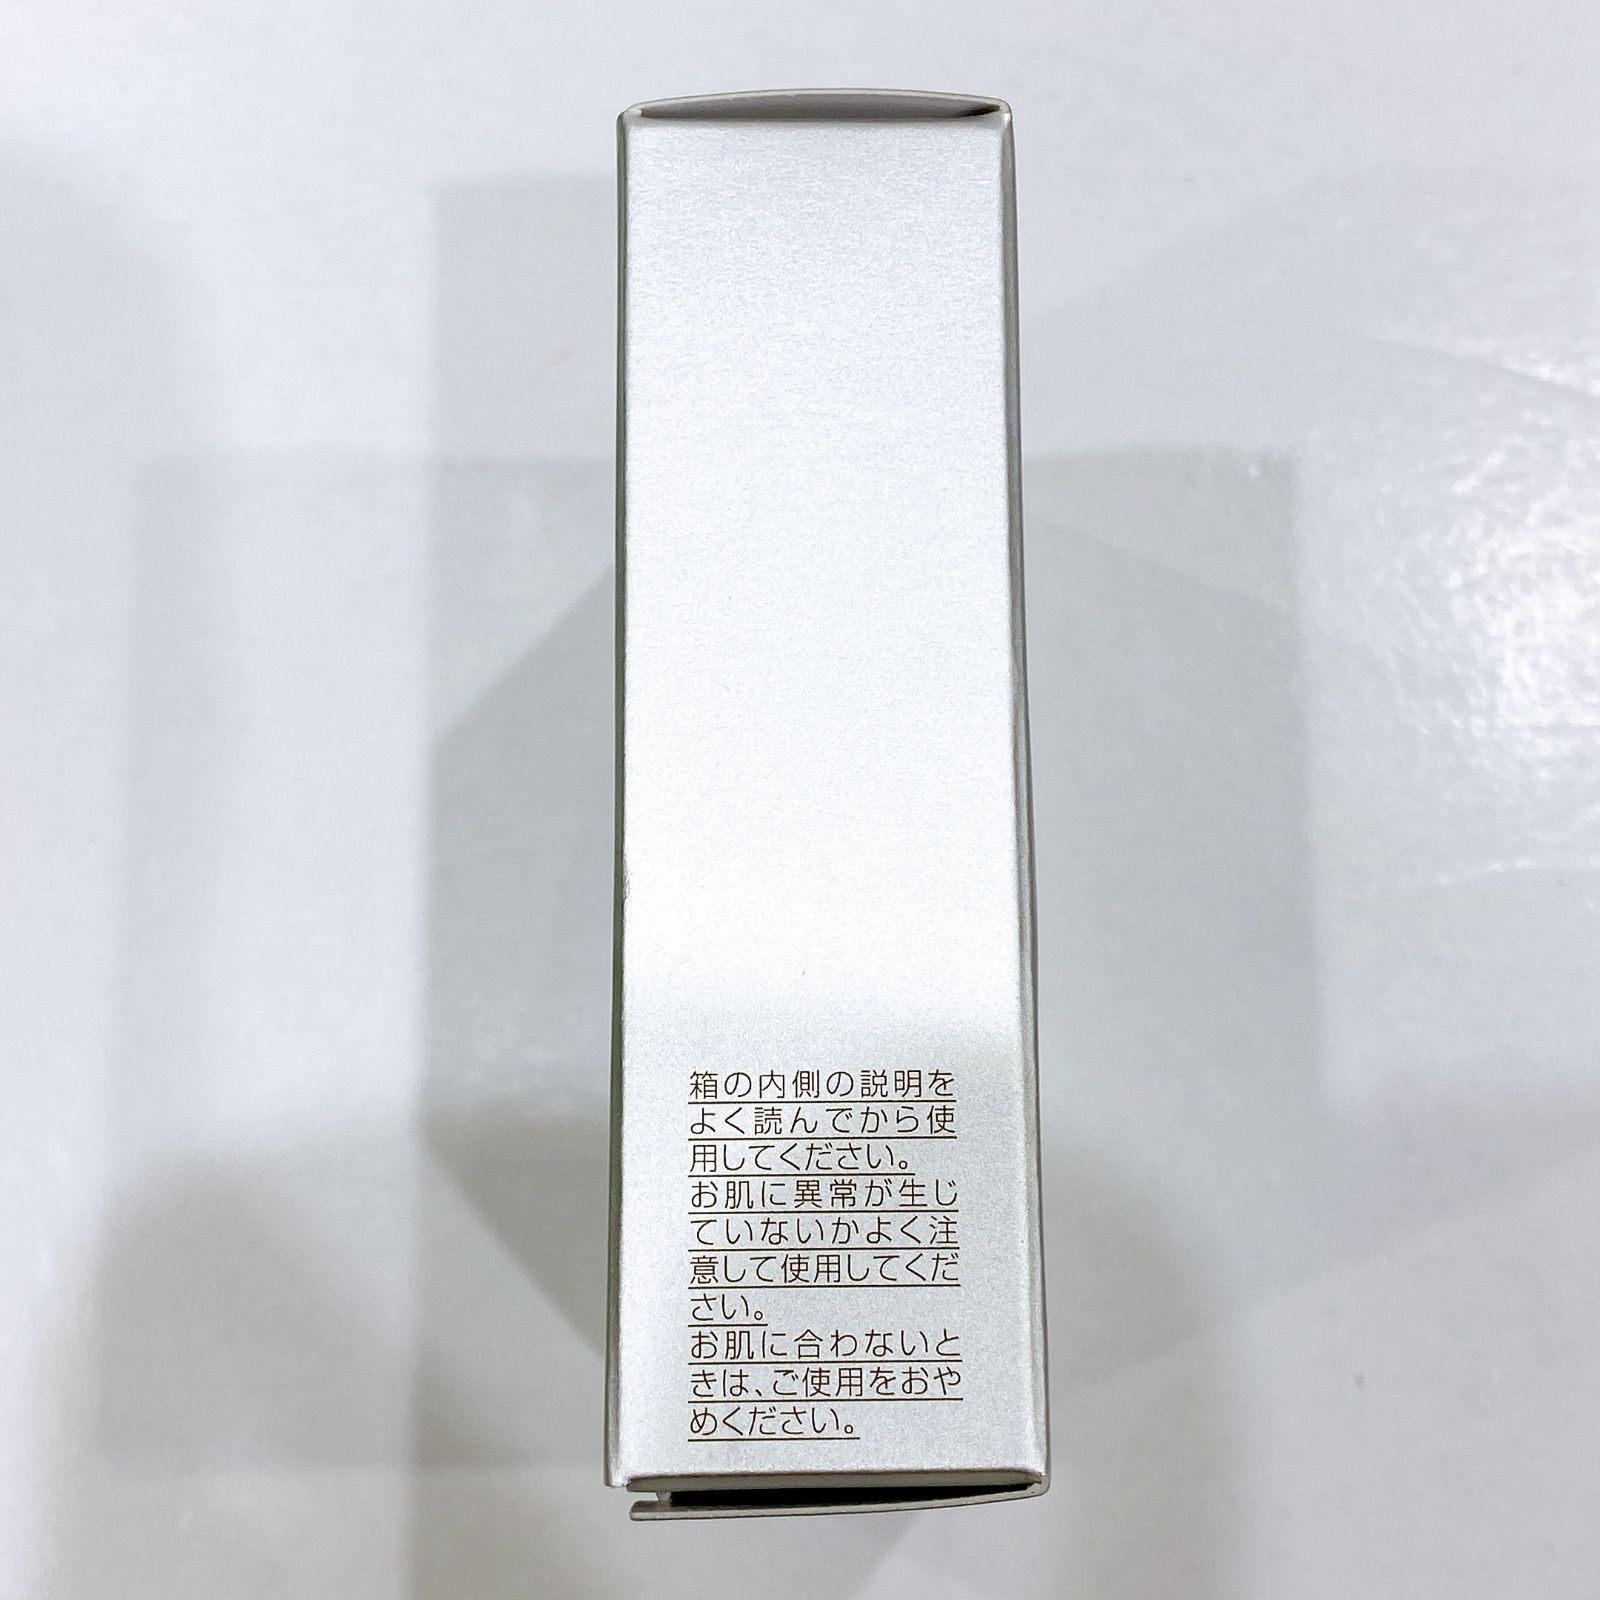 箱の内側の説明を
よく読んでから使
用してください。
お肌に異常が生じ
ていないかよく注
意して使用してくだ
さい。
お肌に合わないと
きは、ご使用をおや
めください。